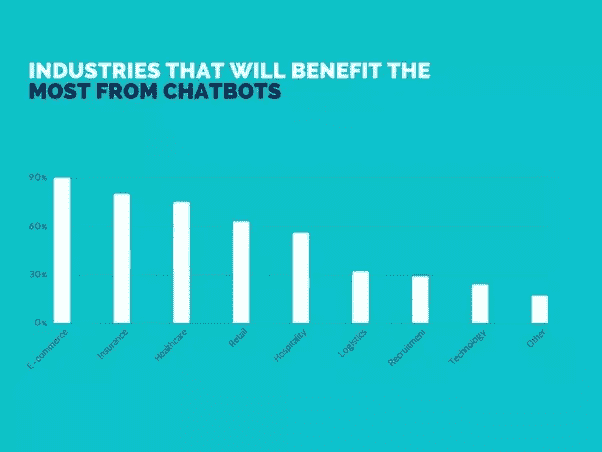 INDUSTRIES THAT WILL BENEFIT THE
MOST FROM CHATBOTS
90%
60%
30%
0%
E-commerce
Insurance
Healthcare
Retail
Hospitality
Logistics
Recruitment
Technology
Other